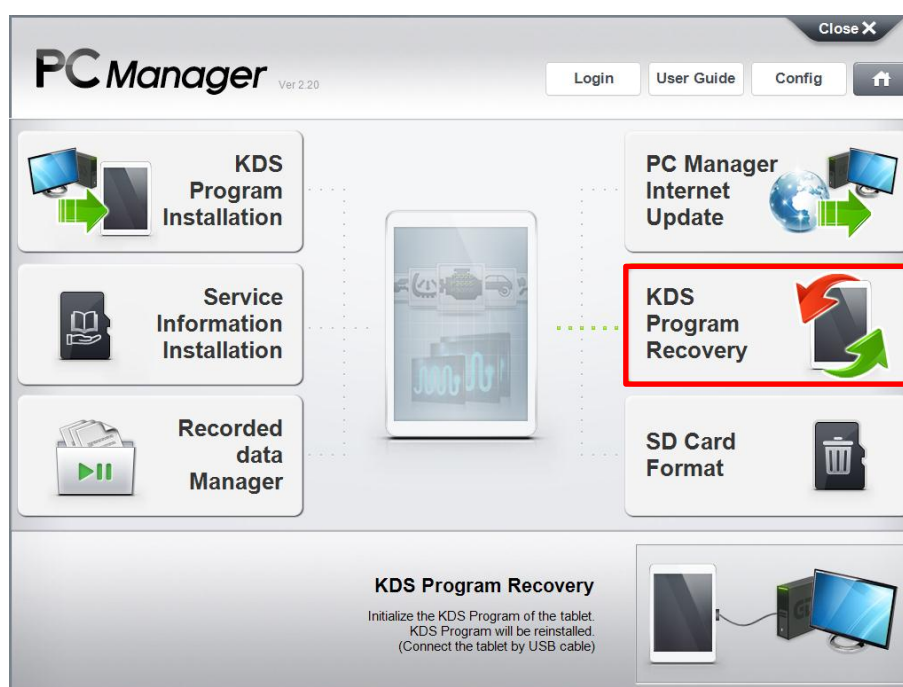 Close X
PC Manager Ver 2.20
Login
User Guide
Config
KDS
Program
Installation
PC Manager
Internet
Update
Service
Information
Installation
KDS
Program
Recovery
Recorded
data
Manager
SD Card
Format
KDS Program Recovery
Initialize the KDS Program of the tablet.
KDS Program will be reinstalled.
(Connect the tablet by USB cable)